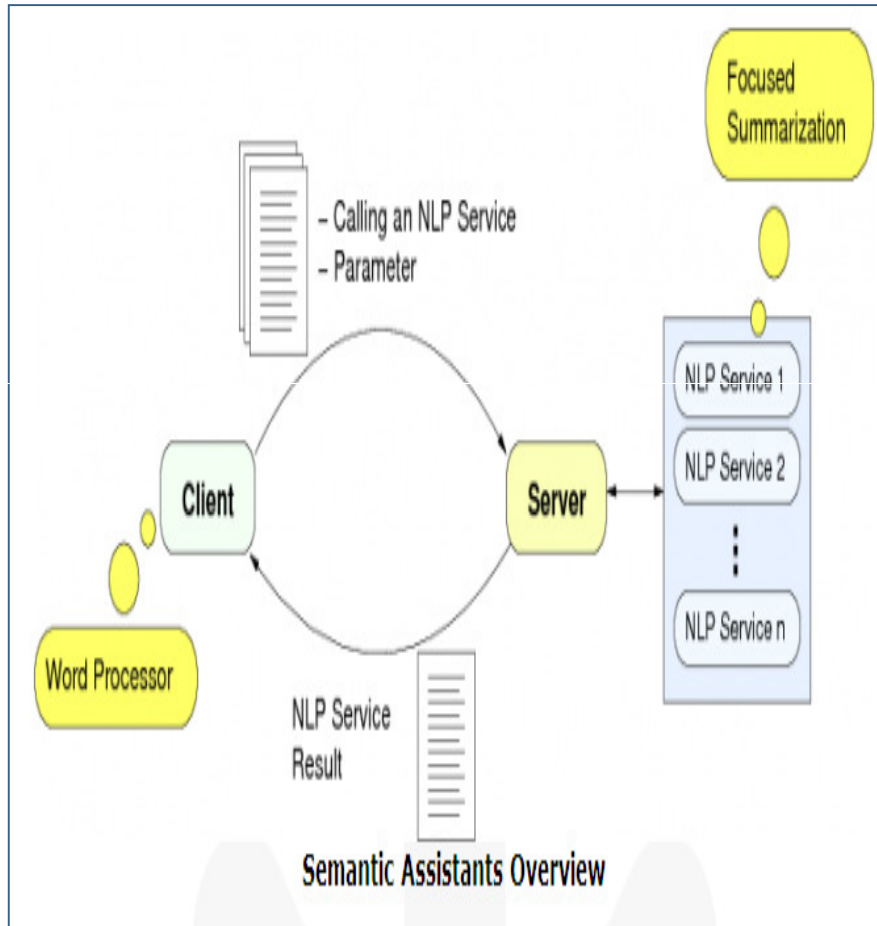 Focused
Summarization
– Calling an NLP Service
– Parameter
NLP Service 1
Client
Server
NLP Service 2
NLP Service n
Word Processor
NLP Service
Result
Semantic Assistants Overview